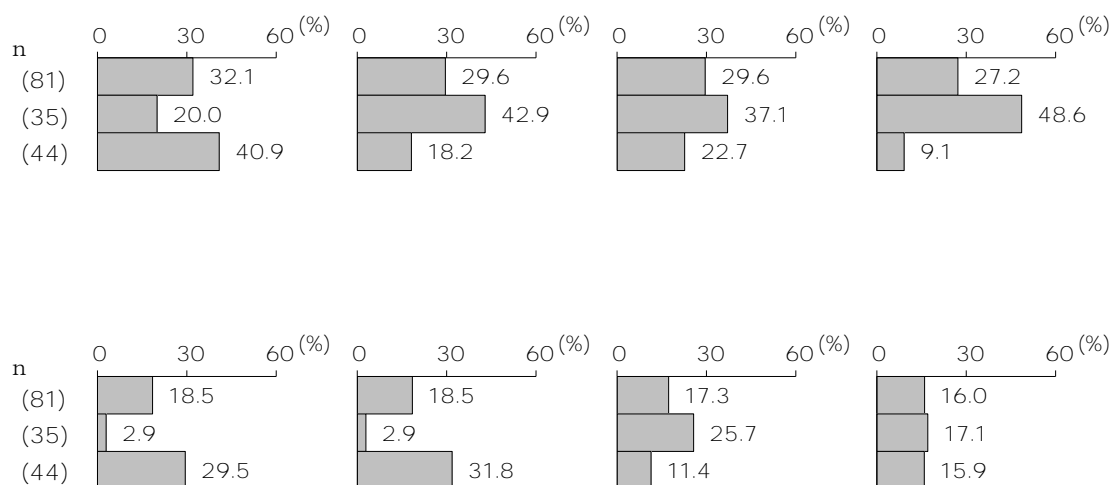 0 30 60 (%) 0 30 60 (%) 0 30 60 (%) 0 30 60 (%)
n
(81) 32.1 29.6 29.6 27.2
(35) 20.0 42.9 37.1 48.6
(44) 40.9 18.2 22.7 9.1
0 30 60 (%) 0 30 60 (%) 0 30 60 (%) 0 30 60 (%)
n
(81) 18.5 18.5 17.3 16.0
(35) 2.9 2.9 25.7 17.1
(44) 29.5 31.8 11.4 15.9